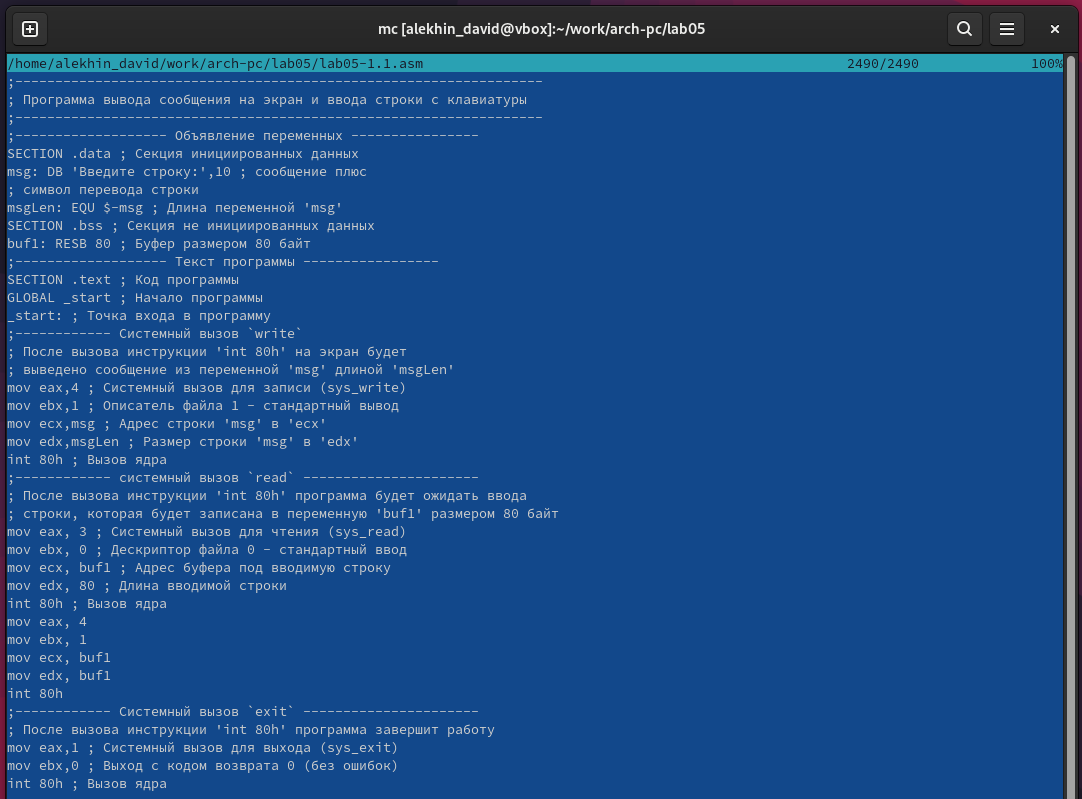 mc [alekhin_david@vbox]:~/work/arch-pc/lab05
/home/alekhin_david/work/arch-pc/lab05/lab05-1.1.asm 2490/2490 100%
;------------------------------------------------------------------
; Программа вывода сообщения на экран и ввода строки с клавиатуры
;------------------------------------------------------------------
;------------------- Объявление переменных ----------------
SECTION .data ; Секция инициированных данных
msg: DB 'Введите строку:',10 ; сообщение плюс
; символ перевода строки
msgLen: EQU $-msg ; Длина переменной 'msg'
SECTION .bss ; Секция не инициированных данных
buf1: RESB 80 ; Буфер размером 80 байт
;------------------- Текст программы -----------------
SECTION .text ; Код программы
GLOBAL _start ; Начало программы
_start: ; Точка входа в программу
;------------ Системный вызов `write`
; После вызова инструкции 'int 80h' на экран будет
; выведено сообщение из переменной 'msg' длиной 'msgLen'
mov eax,4 ; Системный вызов для записи (sys_write)
mov ebx,1 ; Описатель файла 1 - стандартный вывод
mov ecx,msg ; Адрес строки 'msg' в 'ecx'
mov edx,msgLen ; Размер строки 'msg' в 'edx'
int 80h ; Вызов ядра
;------------ системный вызов `read` ----------------------
; После вызова инструкции 'int 80h' программа будет ожидать ввода
; строки, которая будет записана в переменную 'buf1' размером 80 байт
mov eax, 3 ; Системный вызов для чтения (sys_read)
mov ebx, 0 ; Дескриптор файла 0 - стандартный ввод
mov ecx, buf1 ; Адрес буфера под вводимую строку
mov edx, 80 ; Длина вводимой строки
int 80h ; Вызов ядра
mov eax, 4
mov ebx, 1
mov ecx, buf1
mov edx, buf1
int 80h
;------------ Системный вызов `exit` ----------------------
; После вызова инструкции 'int 80h' программа завершит работу
mov eax,1 ; Системный вызов для выхода (sys_exit)
mov ebx,0 ; Выход с кодом возврата 0 (без ошибок)
int 80h ; Вызов ядра